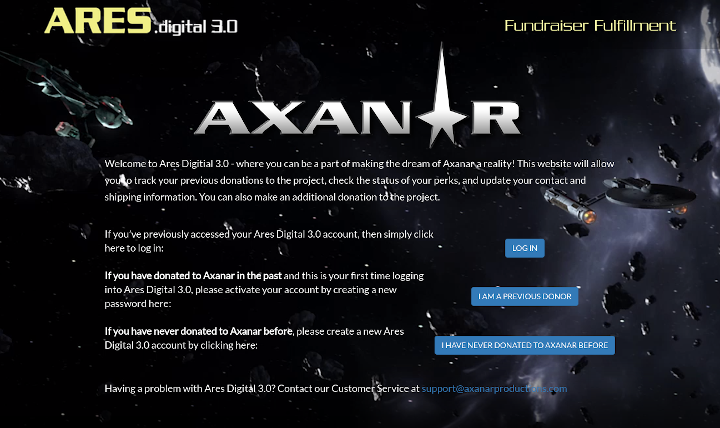 ARES.digital 3.0
Fundraiser Fulfillment
AXANAR
Welcome to Ares Digitial 3.0 - where you can be a part of making the dream of Axanar a reality! This website will allow
you to track your previous donations to the project, check the status of your perks, and update your contact and
shipping information. You can also make an additional donation to the project.
If you've previously accessed your Ares Digital 3.0 account, then simply click
here to log in:
LOG IN
If you have donated to Axanar in the past and this is your first time logging
into Ares Digital 3.0, please activate your account by creating a new
password here:
I AM A PREVIOUS DONOR
If you have never donated to Axanar before, please create a new Ares
Digital 3.0 account by clicking here:
I HAVE NEVER DONATED TO AXANAR BEFORE
Having a problem with Ares Digital 3.0? Contact our Customer Service at support@axanarproductions.com